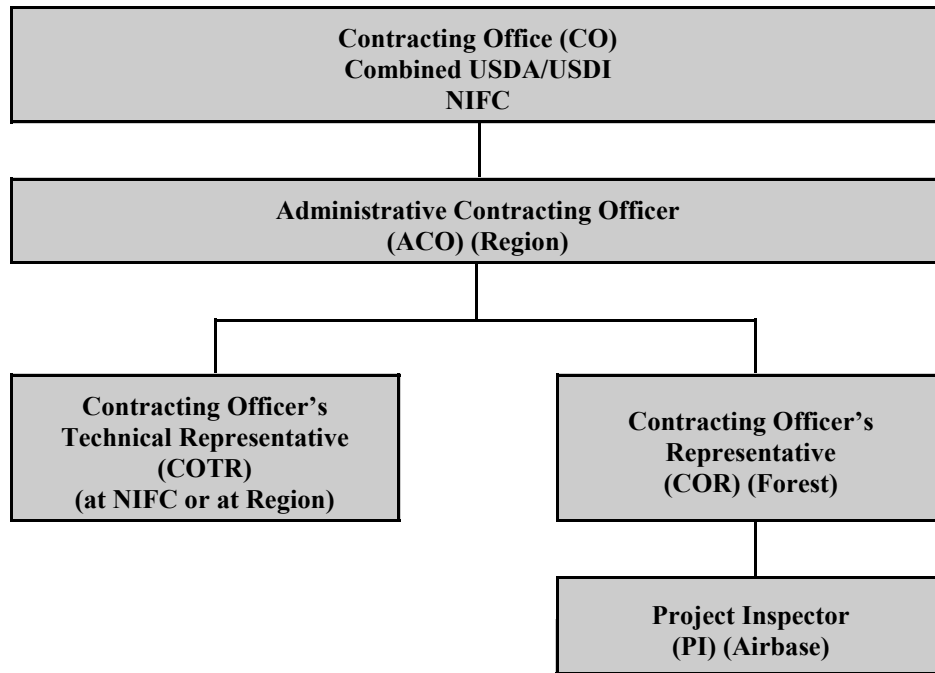 Contracting Office (CO)
Combined USDA/USDI
NIFC
Administrative Contracting Officer
(ACO) (Region)
Contracting Officer’s
Technical Representative
(COTR)
(at NIFC or at Region)
Contracting Officer’s
Representative
(COR) (Forest)
Project Inspector
(PI) (Airbase)